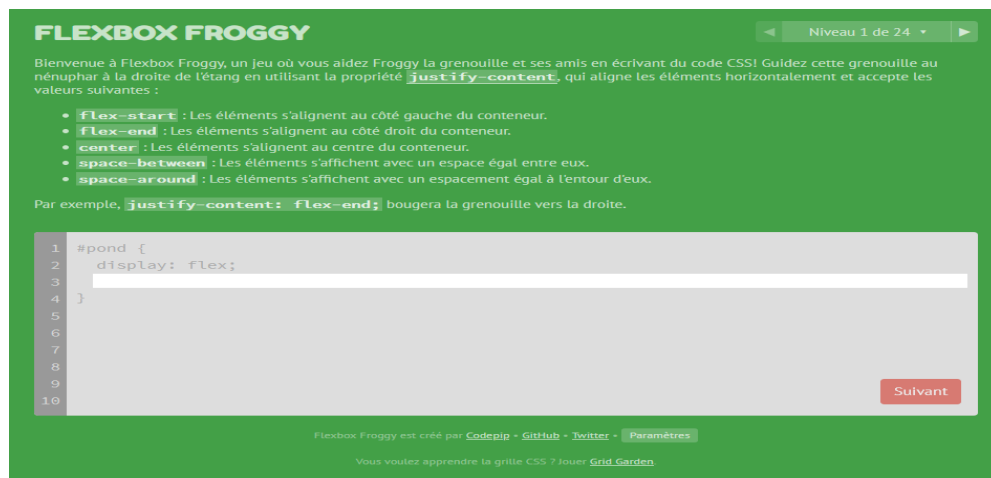 FLEXBOX FROGGY
◀ Niveau 1 de 24 ▾ ▶
Bienvenue à Flexbox Froggy, un jeu où vous aidez Froggy la grenouille et ses amis en écrivant du code CSS! Guidez cette grenouille au
nénuphar à la droite de l'étang en utilisant la propriété justify-content, qui aligne les éléments horizontalement et accepte les
valeurs suivantes :
• flex-start : Les éléments s'alignent au côté gauche du conteneur.
• flex-end : Les éléments s'alignent au côté droit du conteneur.
• center : Les éléments s'alignent au centre du conteneur.
• space-between : Les éléments s'affichent avec un espace égal entre eux.
• space-around : Les éléments s'affichent avec un espacement égal à l'entour d'eux.
Par exemple, justify-content: flex-end; bougera la grenouille vers la droite.
1 #pond {
2 display: flex;
3
4 }
5
6
7
8
9
10
Suivant
Flexbox Froggy est créé par Codepip • GitHub • Twitter • Paramètres
Vous voulez apprendre la grille CSS ? Jouer Grid Garden.